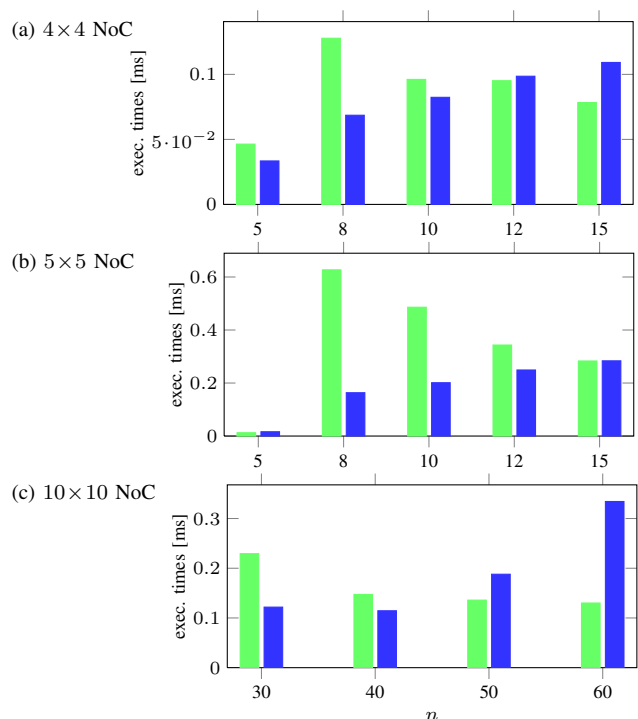 (a) 4×4 NoC
exec. times [ms]
0.1
5·10⁻²
0
5 8 10 12 15
(b) 5×5 NoC
exec. times [ms]
0.6
0.4
0.2
0
5 8 10 12 15
(c) 10×10 NoC
exec. times [ms]
0.3
0.2
0.1
0
30 40 50 60
n